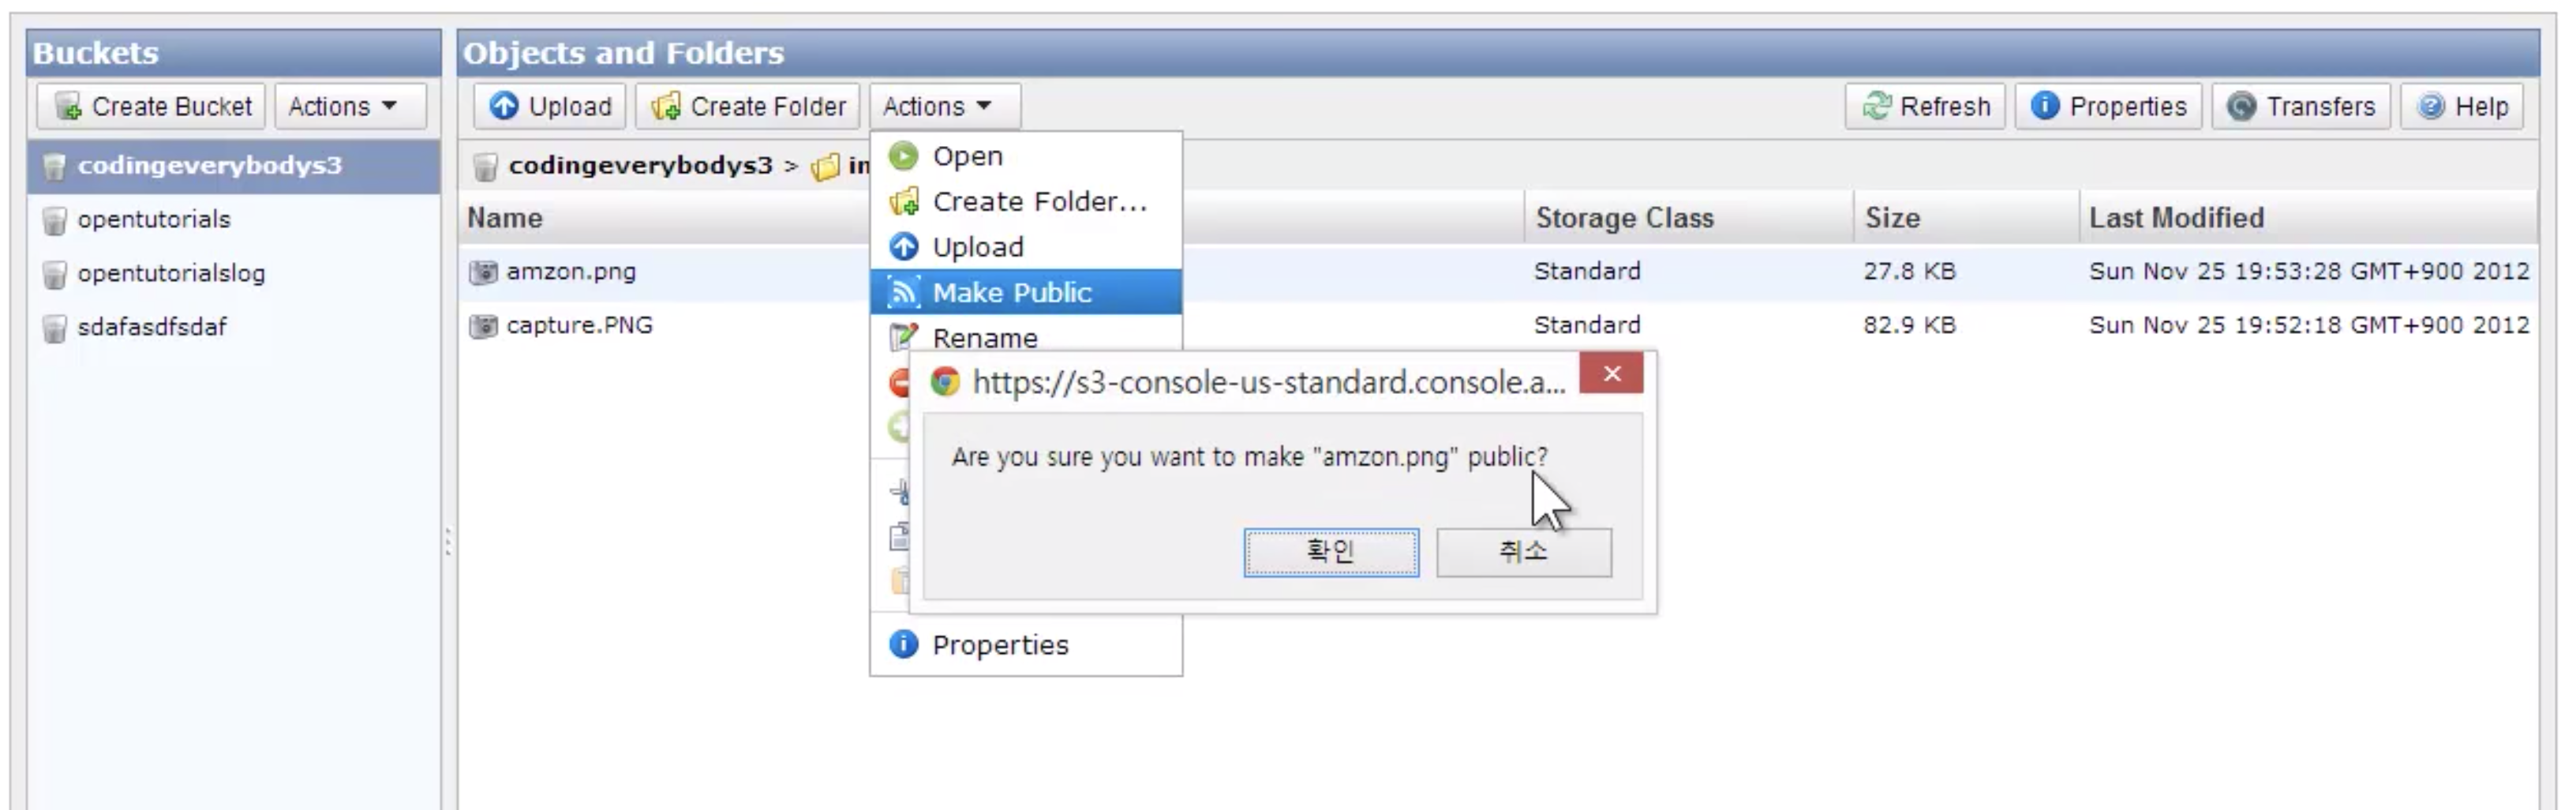 Buckets
Create Bucket Actions
codingeverybodys3
opentutorials
opentutorialslog
sdafasdfsdaf
Objects and Folders
Upload Create Folder Actions Refresh Properties Transfers Help
codingeverybodys3 >
Name Storage Class Size Last Modified
amzon.png Standard 27.8 KB Sun Nov 25 19:53:28 GMT+900 2012
capture.PNG Standard 82.9 KB Sun Nov 25 19:52:18 GMT+900 2012
Open
Create Folder...
Upload
Make Public
Rename
Properties
https://s3-console-us-standard.console.a...
Are you sure you want to make "amzon.png" public?
확인 취소